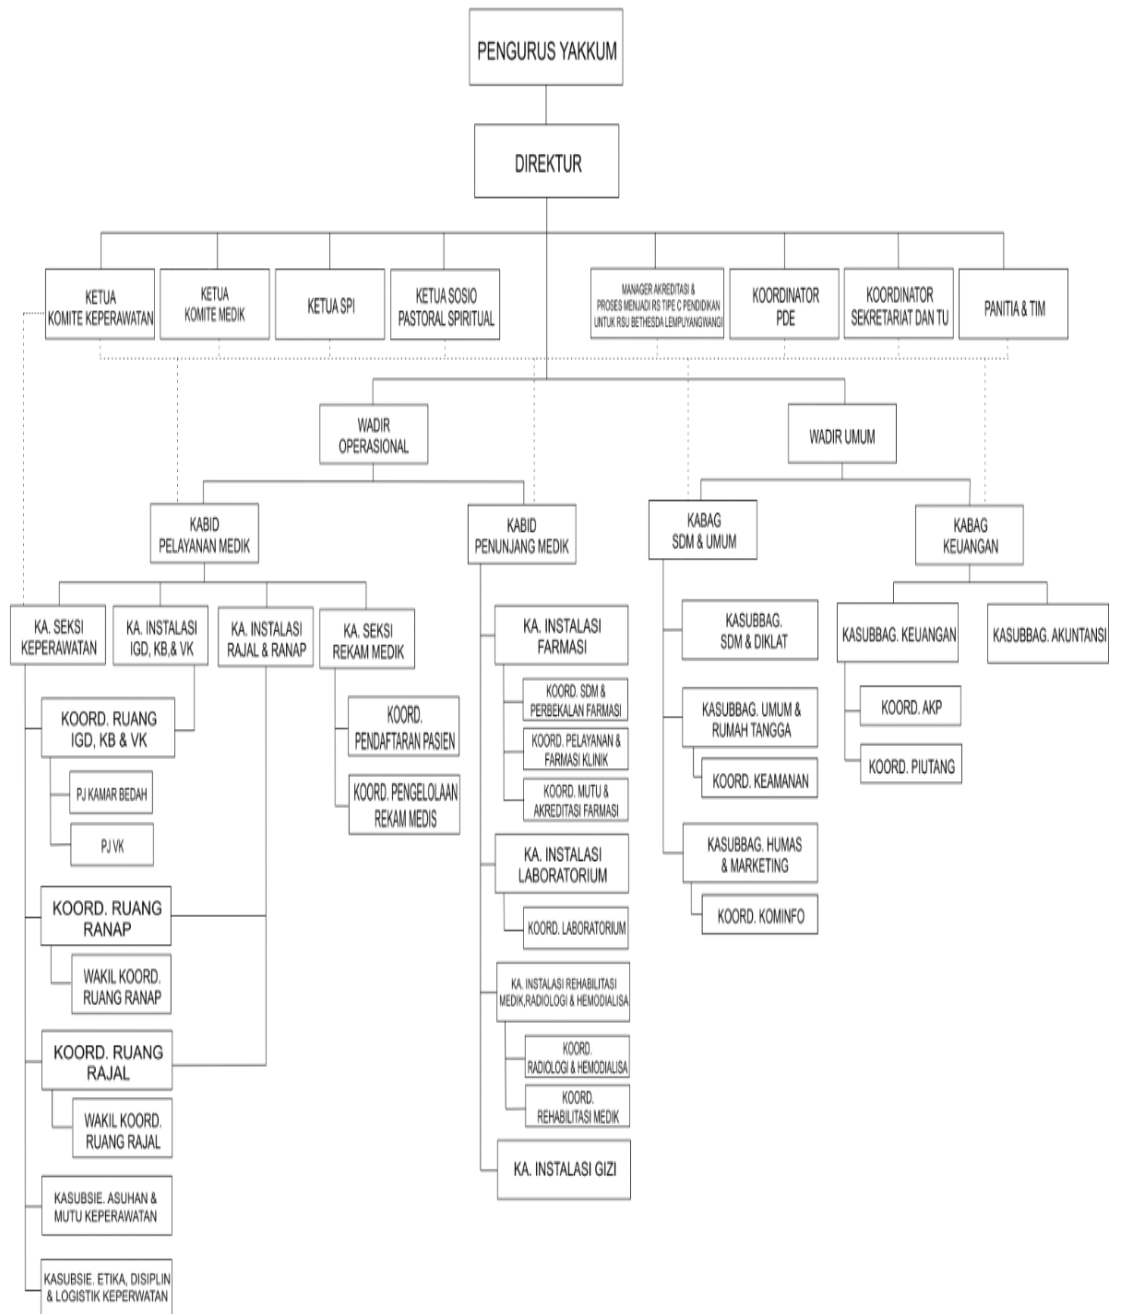 PENGURUS YAKKUM
DIREKTUR
KETUA
KOMITE KEPERAWATAN
KETUA
KOMITE MEDIK
KETUA SPI
KETUA SOSIO
PASTORAL SPIRITUAL
MANAGER AKREDITASI &
PROSES MENJADI RS TIPE C PENDIDIKAN
UNTUK RSU BETHESDA LEMPUYANGWANGI
KOORDINATOR
PDE
KOORDINATOR
SEKRETARIAT DAN TU
PANITIA & TIM
WADIR
OPERASIONAL
WADIR UMUM
KABID
PELAYANAN MEDIK
KABID
PENUNJANG MEDIK
KABAG
SDM & UMUM
KABAG
KEUANGAN
KA. SEKSI
KEPERAWATAN
KA. INSTALASI
IGD, KB,& VK
KA. INSTALASI
RAJAL & RANAP
KA. SEKSI
REKAM MEDIK
KOORD. RUANG
IGD, KB & VK
PJ KAMAR BEDAH
PJ VK
KOORD. RUANG
RANAP
WAKIL KOORD.
RUANG RANAP
KOORD. RUANG
RAJAL
WAKIL KOORD.
RUANG RAJAL
KASUBSIE. ASUHAN &
MUTU KEPERAWATAN
KASUBSIE. ETIKA, DISIPLIN
& LOGISTIK KEPERWATAN
KOORD.
PENDAFTARAN PASIEN
KOORD. PENGELOLAAN
REKAM MEDIS
KA. INSTALASI
FARMASI
KOORD. SDM &
PERBEKALAN FARMASI
KOORD. PELAYANAN &
FARMASI KLINIK
KOORD. MUTU &
AKREDITASI FARMASI
KA. INSTALASI
LABORATORIUM
KOORD. LABORATORIUM
KA. INSTALASI REHABILITASI
MEDIK,RADIOLOGI & HEMODIALISA
KOORD.
RADIOLOGI & HEMODIALISA
KOORD.
REHABILITASI MEDIK
KA. INSTALASI GIZI
KASUBBAG.
SDM & DIKLAT
KASUBBAG. UMUM &
RUMAH TANGGA
KOORD. KEAMANAN
KASUBBAG. HUMAS
& MARKETING
KOORD. KOMINFO
KASUBBAG. KEUANGAN
KASUBBAG. AKUNTANSI
KOORD. AKP
KOORD. PIUTANG